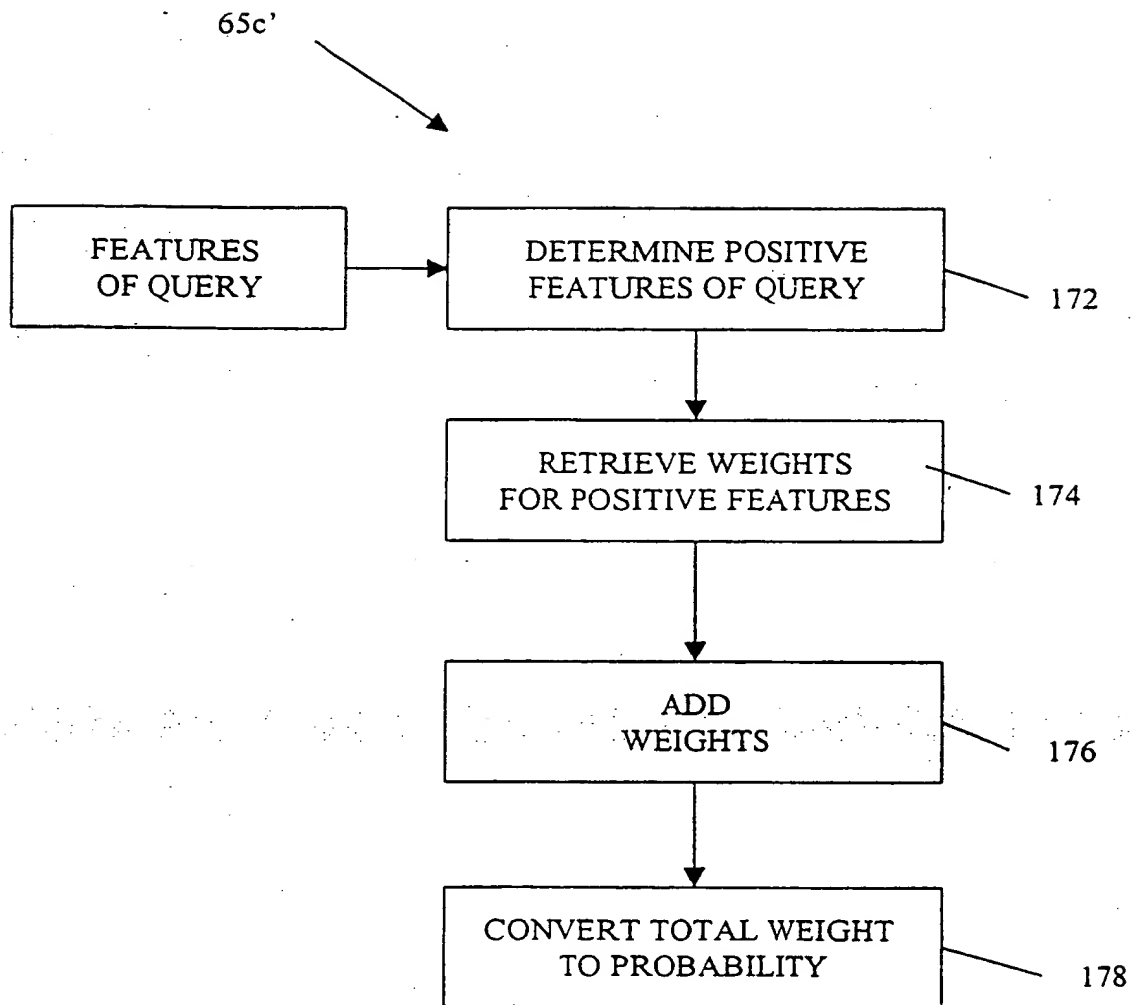 65c'
FEATURES
OF QUERY
DETERMINE POSITIVE
FEATURES OF QUERY
172
RETRIEVE WEIGHTS
FOR POSITIVE FEATURES
174
ADD
WEIGHTS
176
CONVERT TOTAL WEIGHT
TO PROBABILITY
178